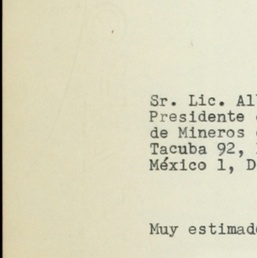 Sr. Lic. Al
Presidente
de Mineros
Tacuba 92,
México 1, D
Muy estimad